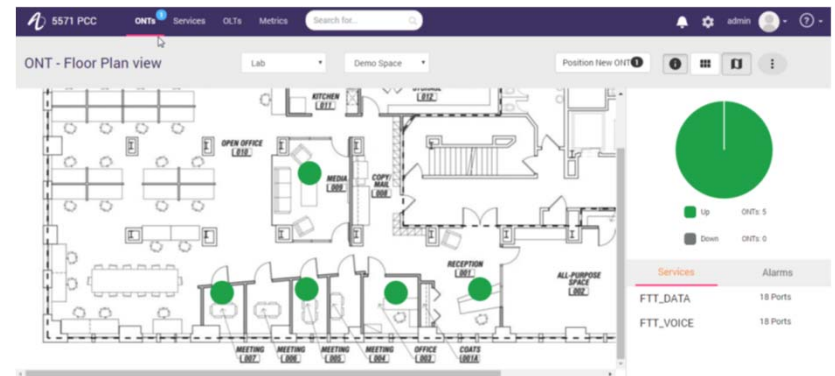 5571 PCC
ONTs 1
Services
OLTs
Metrics
Search for...
admin
ONT - Floor Plan view
Lab
Demo Space
Position New ONT 1
KITCHEN
011
012
OPEN OFFICE
010
MEDIA
009
COPY/
MAIL
008
RECEPTION
001
ALL-PURPOSE
SPACE
002
MEETING
007
MEETING
006
MEETING
005
MEETING
004
OFFICE
003
COATS
001A
Up
ONTs: 5
Down
ONTs: 0
Services
Alarms
FTT_DATA
18 Ports
FTT_VOICE
18 Ports